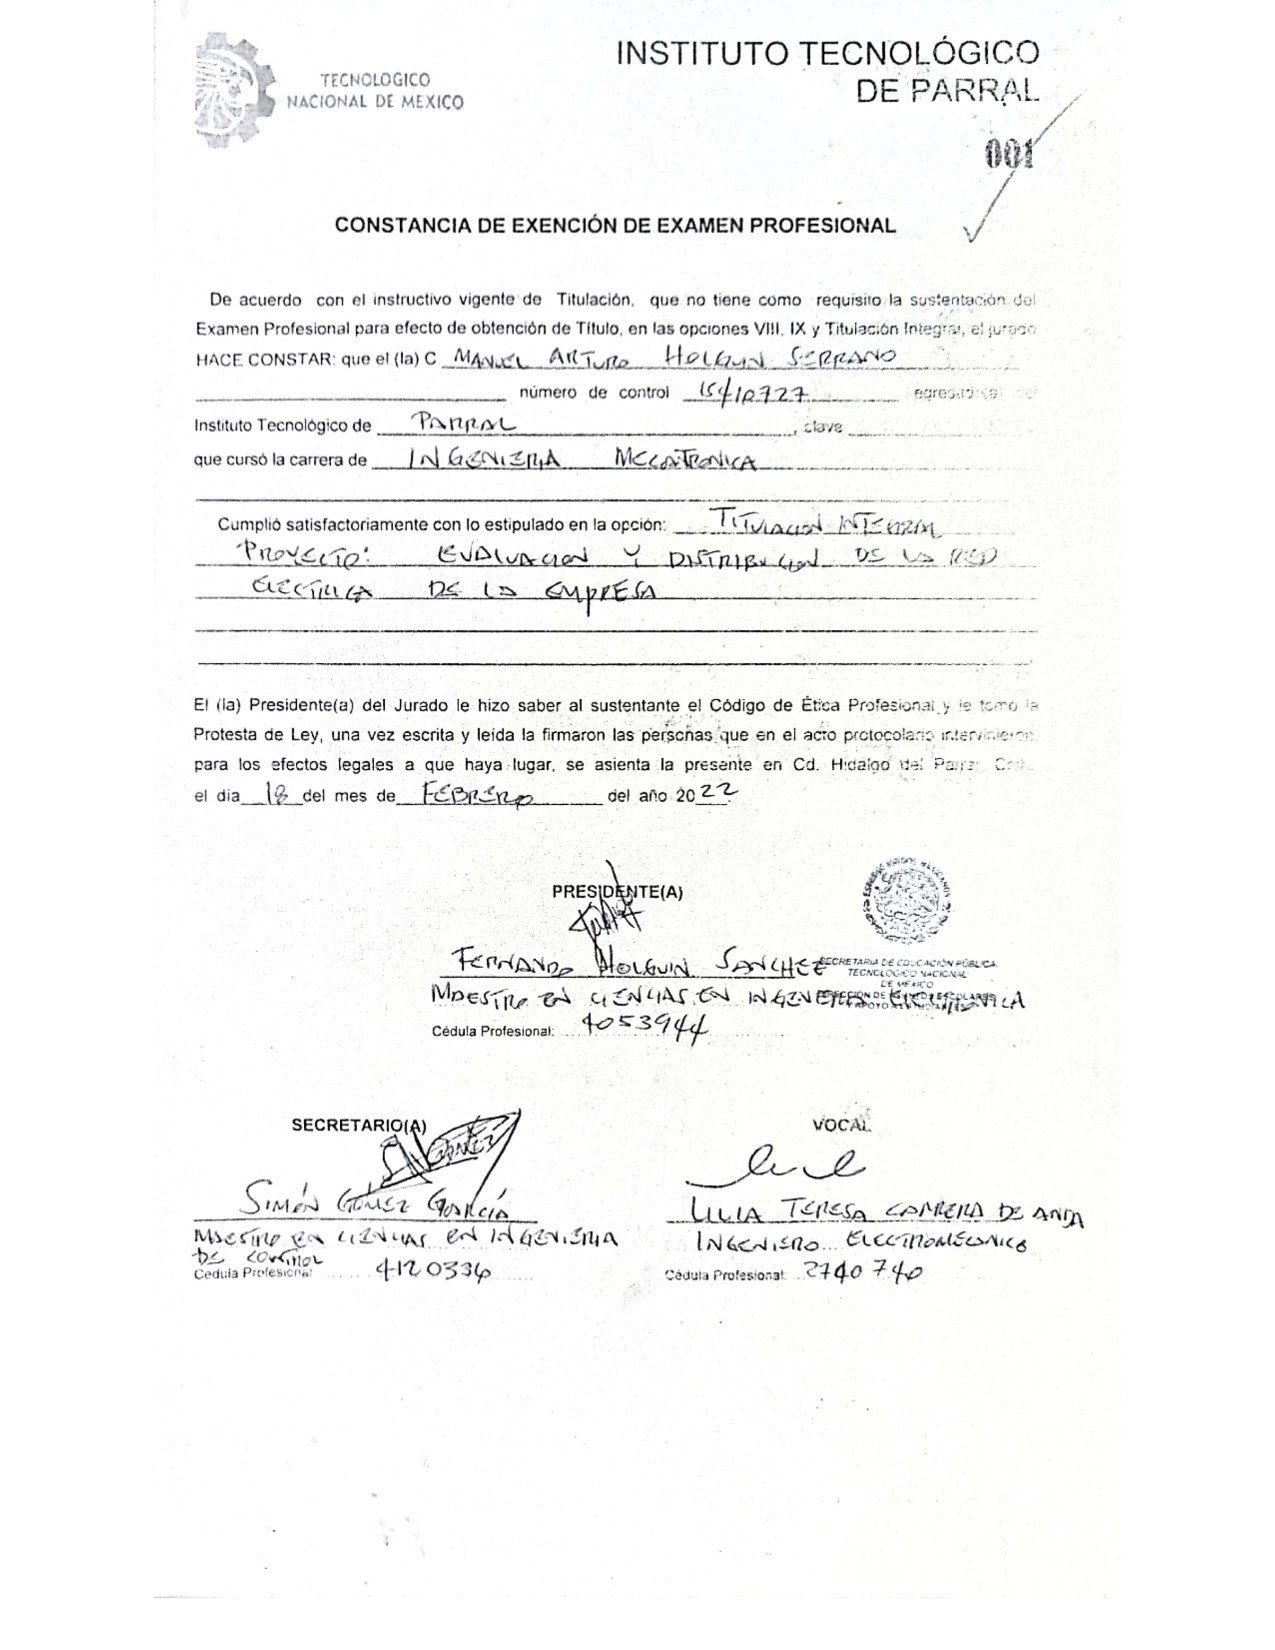 TECNOLOGICO
NACIONAL DE MEXICO
INSTITUTO TECNOLÓGICO
DE PARRAL
001
CONSTANCIA DE EXENCIÓN DE EXAMEN PROFESIONAL
De acuerdo con el instructivo vigente de Titulación, que no tiene como requisito la sustentación del
Examen Profesional para efecto de obtención de Título, en las opciones VIII, IX y Titulación Integral, el jurado
HACE CONSTAR: que el (la) C MANUEL ARTURO HOLGUIN SERRANO
número de control 15410727 egresado del
Instituto Tecnológico de PARRAL, clave
que cursó la carrera de INGENIERIA MECATRONICA
Cumplió satisfactoriamente con lo estipulado en la opción: TITULACION INTEGRAL
PROYECTO: EVALUACION Y DISTRIBUCION DE LA RED
ELECTRICA DE LA EMPRESA
El (la) Presidente(a) del Jurado le hizo saber al sustentante el Código de Ética Profesional y le tomo la
Protesta de Ley, una vez escrita y leída la firmaron las personas que en el acto protocolario intervinieron
para los efectos legales a que haya lugar, se asienta la presente en Cd. Hidalgo del Parral Chih.
el día 18 del mes de FEBRERO del año 2022
PRESIDENTE(A)
FERNANDO HOLGUIN SANCHEZ
MAESTRO EN CIENCIAS EN INGENIERIA
Cédula Profesional: 4053944
SECRETARIA DE EDUCACIÓN PÚBLICA
TECNOLÓGICO NACIONAL
DE MÉXICO
SECRETARIO(A)
SIMÓN GÓMEZ GARCÍA
MAESTRO EN CIENCIAS EN INGENIERIA
DE CONTROL
Cedula Profesional 4120336
VOCAL
LILIA TERESA CARRERA DE ANDA
INGENIERO ELECTROMECANICO
Cédula Profesional: 2740740